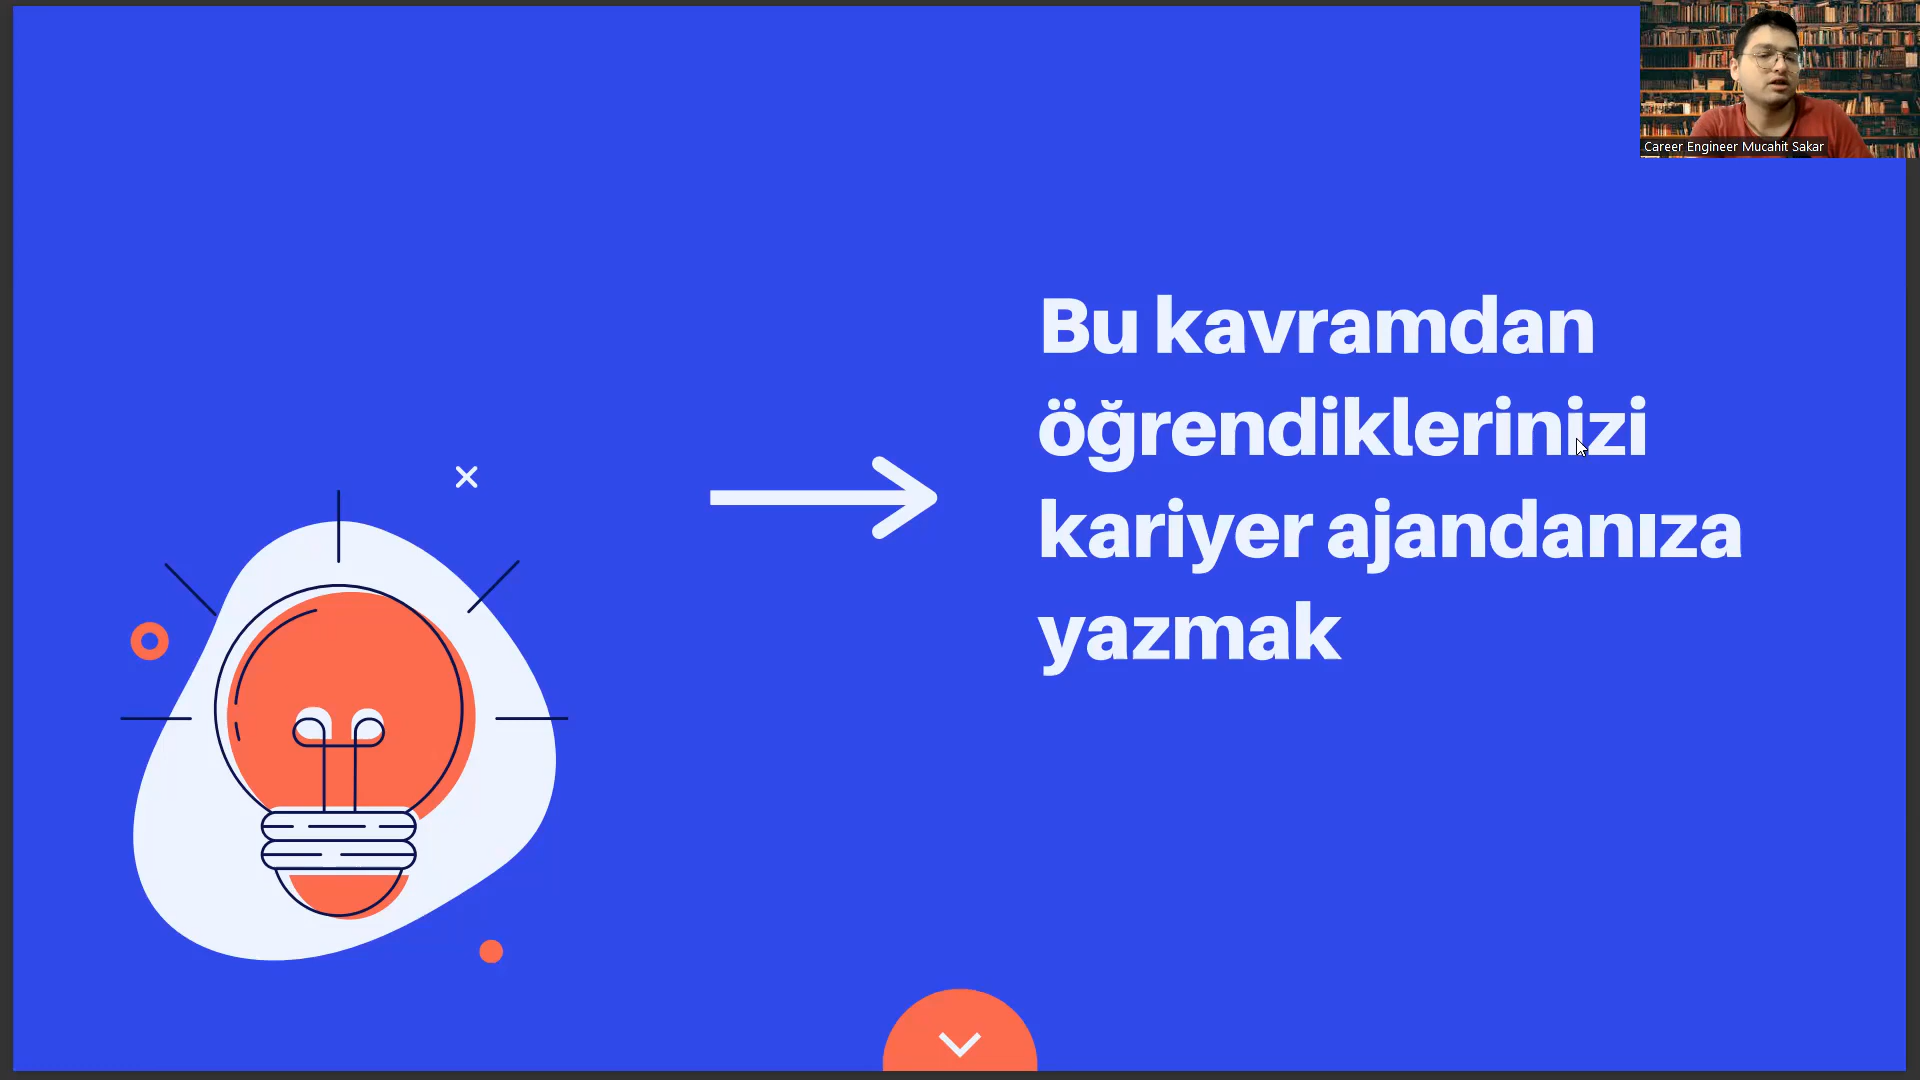 Career Engineer Mucahit Sakar
Bu kavramdan
öğrendiklerinizi
kariyer ajandanıza
yazmak